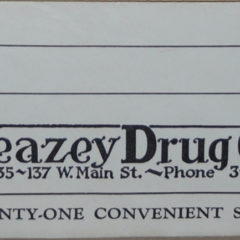 eazey Drug
35~137 W. Main St. ~Phone 3
NTY-ONE CONVENIENT S